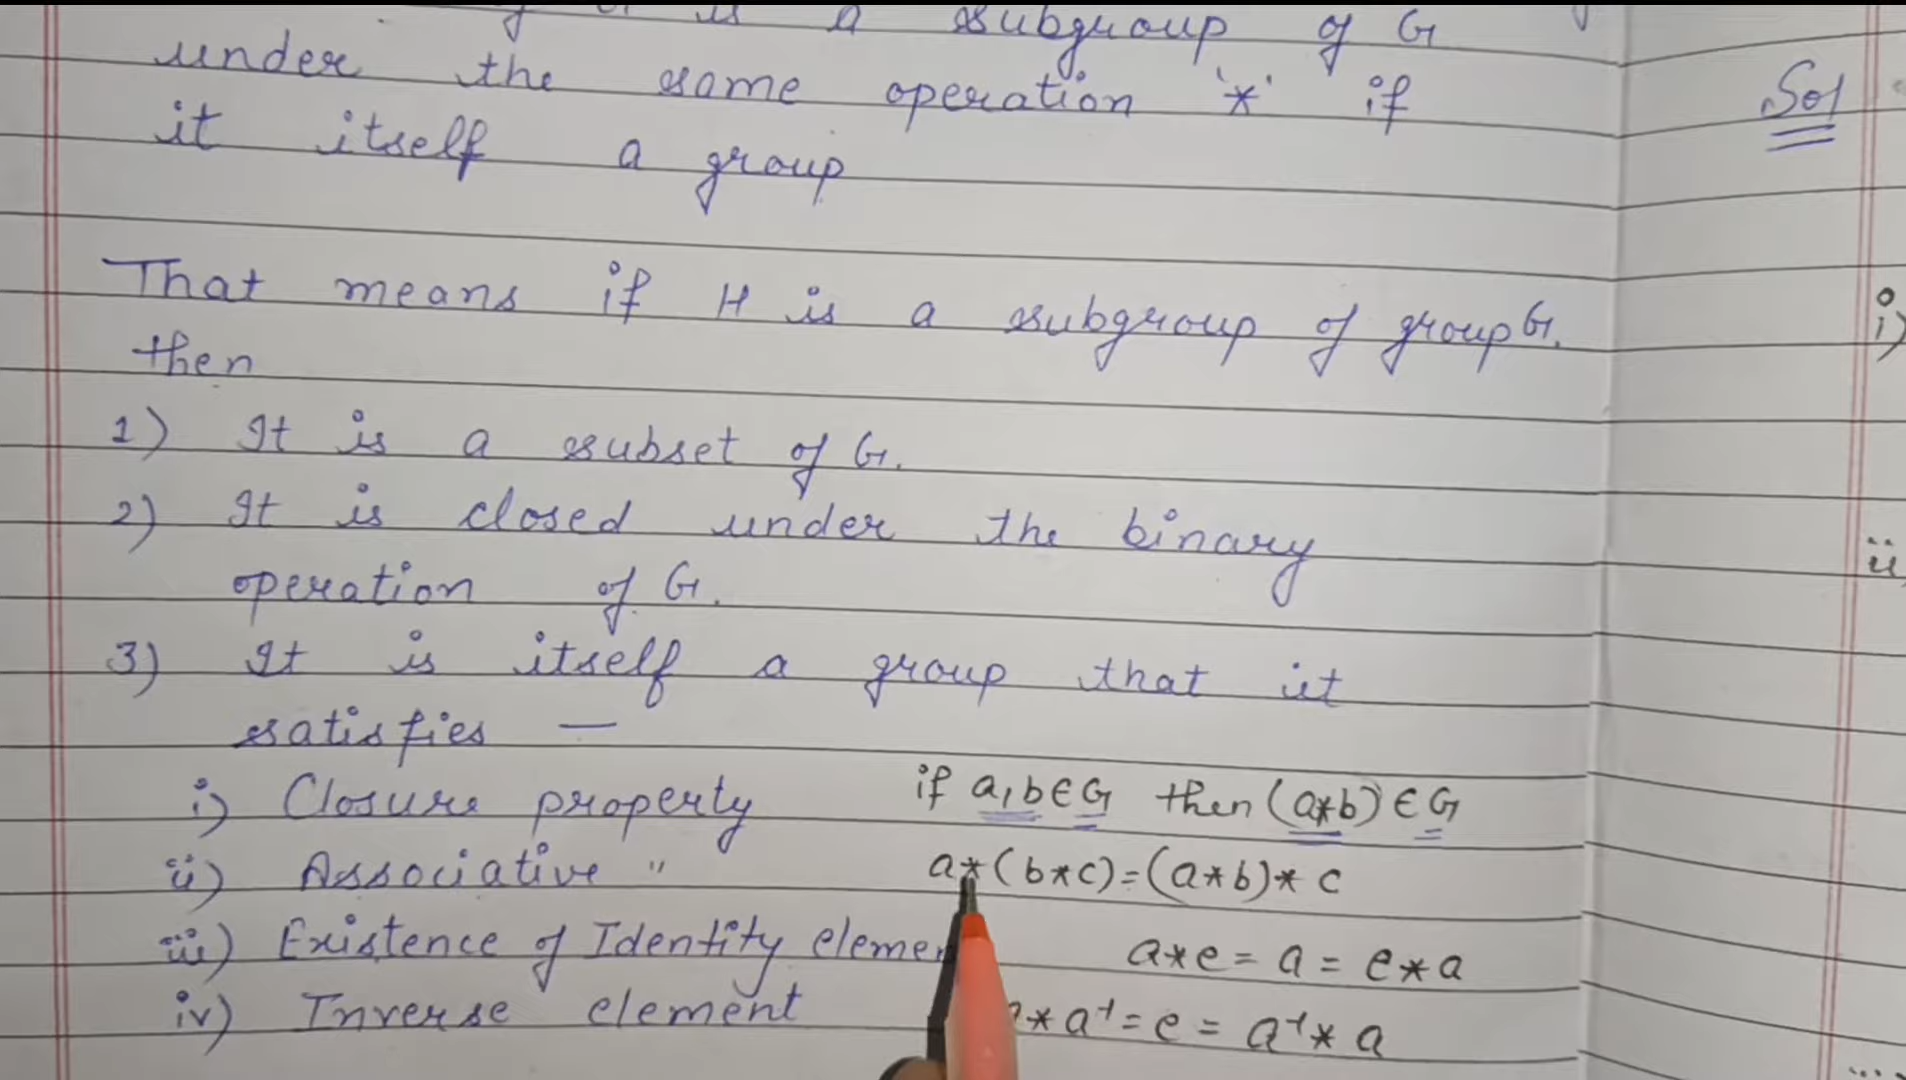 is a subgroup of G
under the same operation '*' if
it itself a group
Sol
That means if H is a subgroup of group G.
then
1) It is a subset of G.
2) It is closed under the binary
operation of G.
3) It is itself a group that it
satisfies —
i) Closure property if a,b∈G then (a*b)∈G
ii) Associative " a*(b*c)=(a*b)*c
iii) Existence of Identity elemen a*e=a=e*a
iv) Inverse element *a⁻¹=e=a⁻¹*a
i)
ii